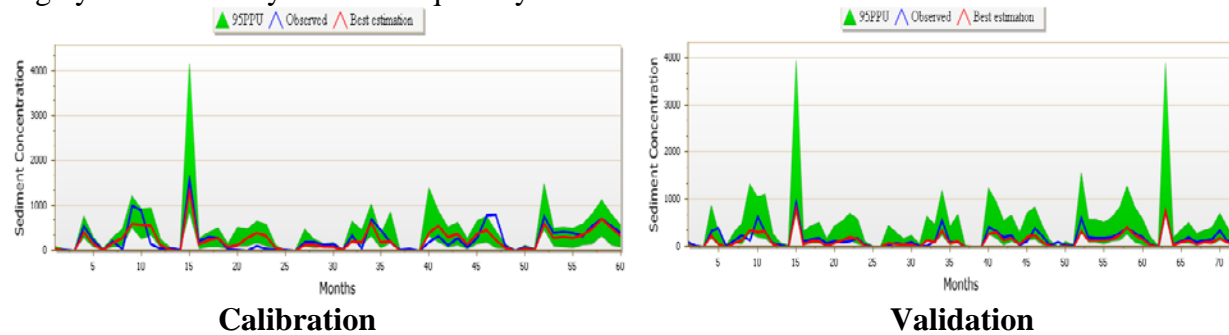 95PPU Observed Best estimation
Sediment Concentration
4000
3000
2000
1000
0
5 10 15 20 25 30 35 40 45 50 55 60
Months
Calibration
95PPU Observed Best estimation
Sediment Concentration
4000
3000
2000
1000
0
5 10 15 20 25 30 35 40 45 50 55 60 65 70
Months
Validation